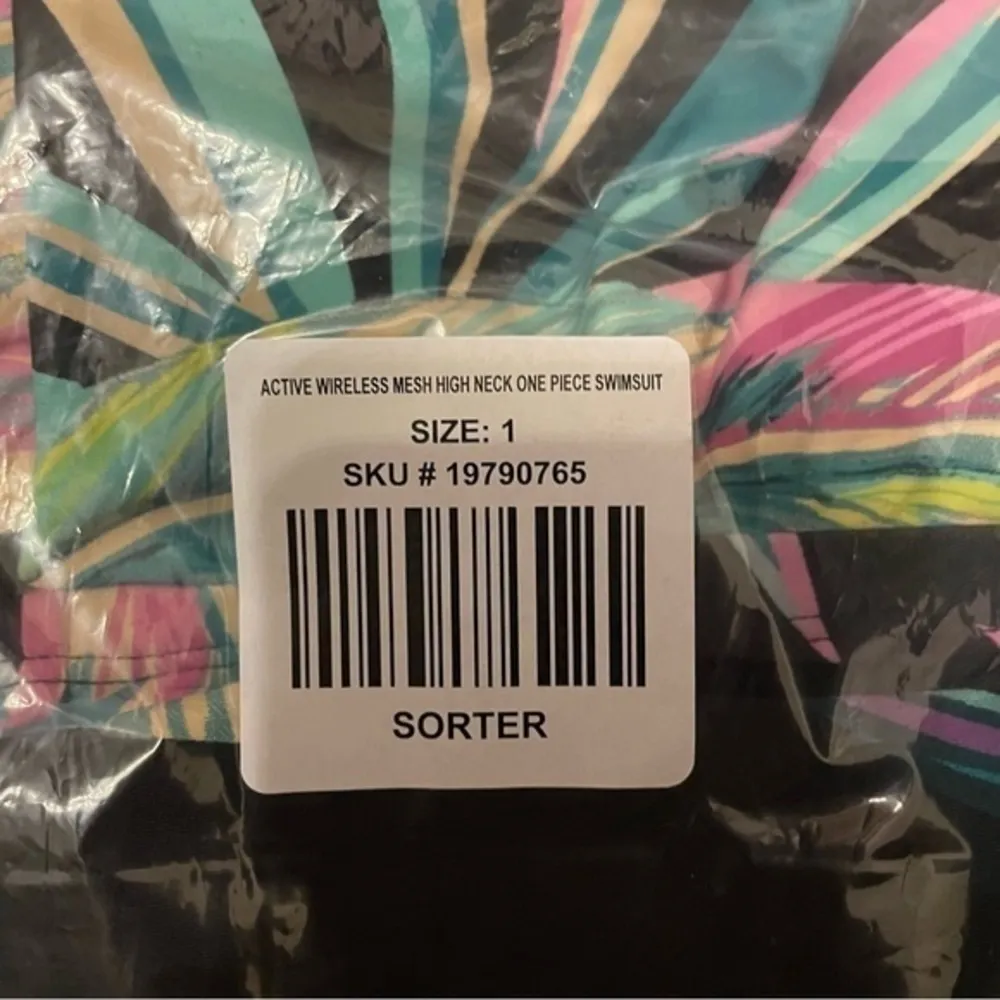 ACTIVE WIRELESS MESH HIGH NECK ONE PIECE SWIMSUIT
SIZE: 1
SKU # 19790765
SORTER